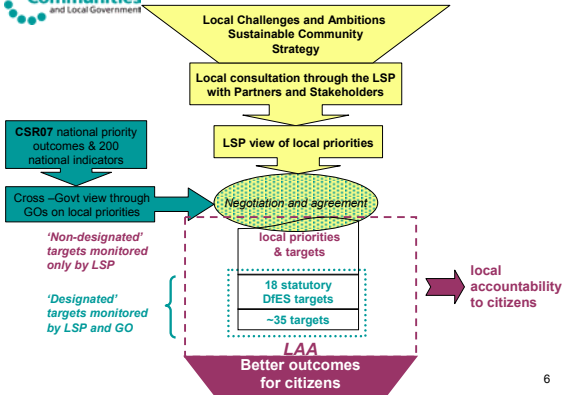 Communities
and Local Government
Local Challenges and Ambitions
Sustainable Community
Strategy
Local consultation through the LSP
with Partners and Stakeholders
LSP view of local priorities
CSR07 national priority
outcomes & 200
national indicators
Cross –Govt view through
GOs on local priorities
Negotiation and agreement
'Non-designated'
targets monitored
only by LSP
local priorities
& targets
'Designated'
targets monitored
by LSP and GO
18 statutory
DfES targets
~35 targets
local
accountability
to citizens
LAA
Better outcomes
for citizens
6